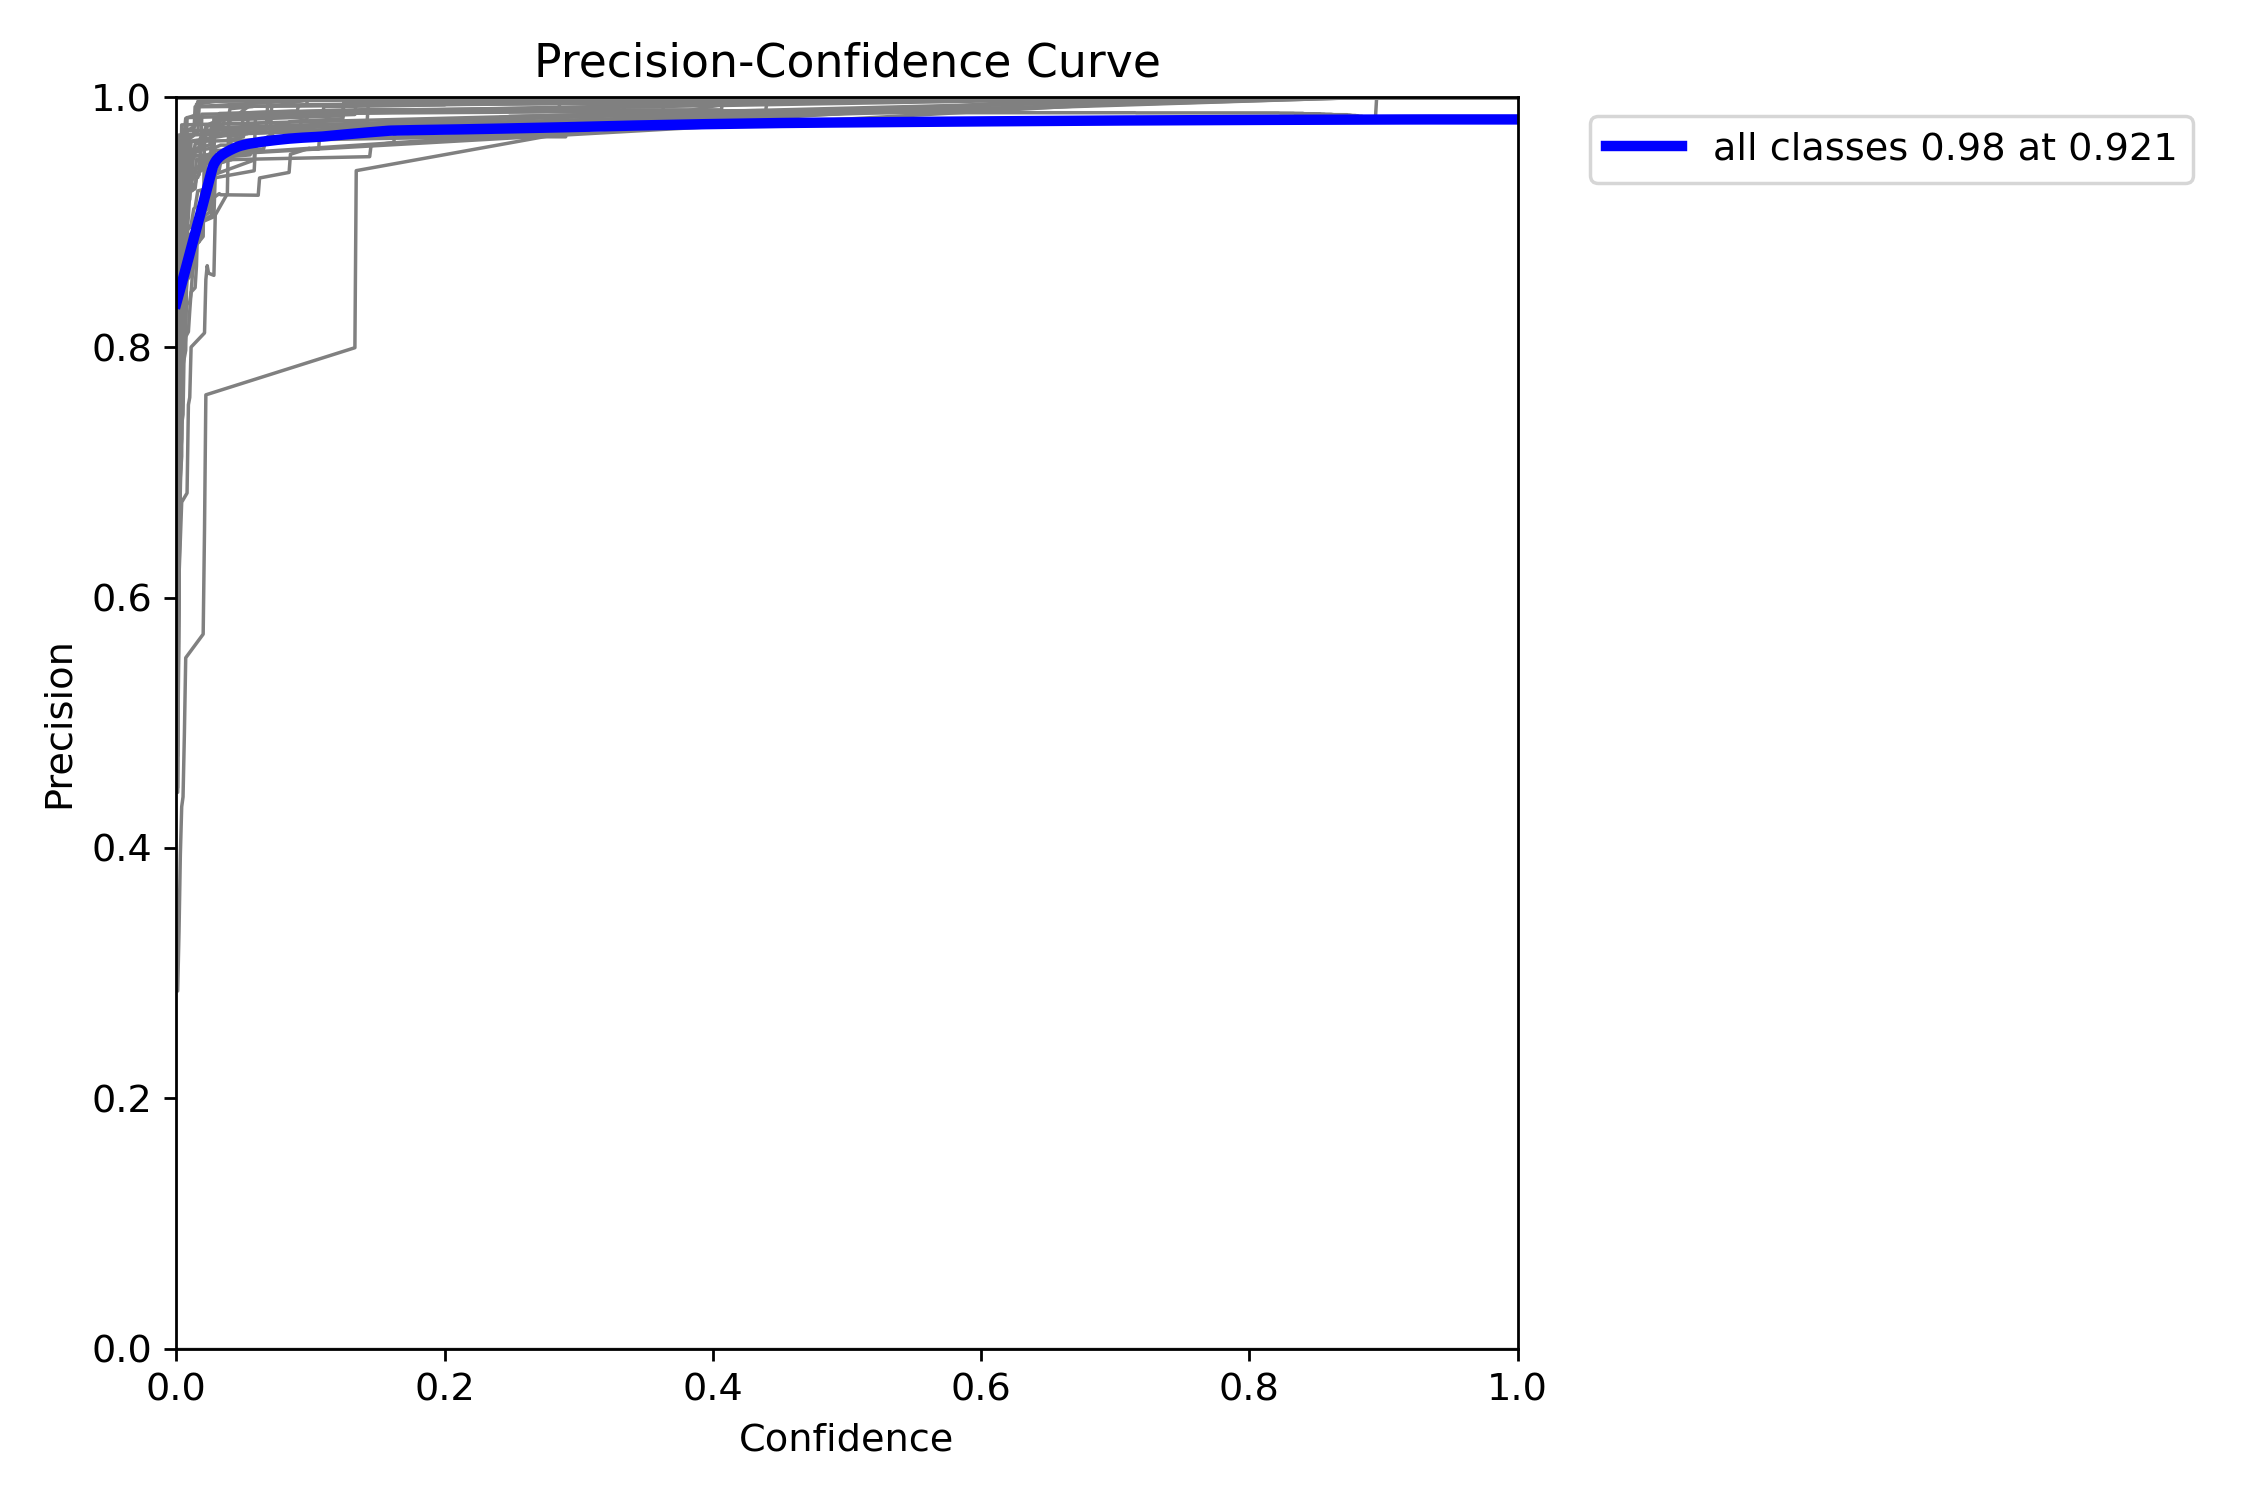 Precision-Confidence Curve
all classes 0.98 at 0.921
Precision
1.0
0.8
0.6
0.4
0.2
0.0
0.0 0.2 0.4 0.6 0.8 1.0
Confidence